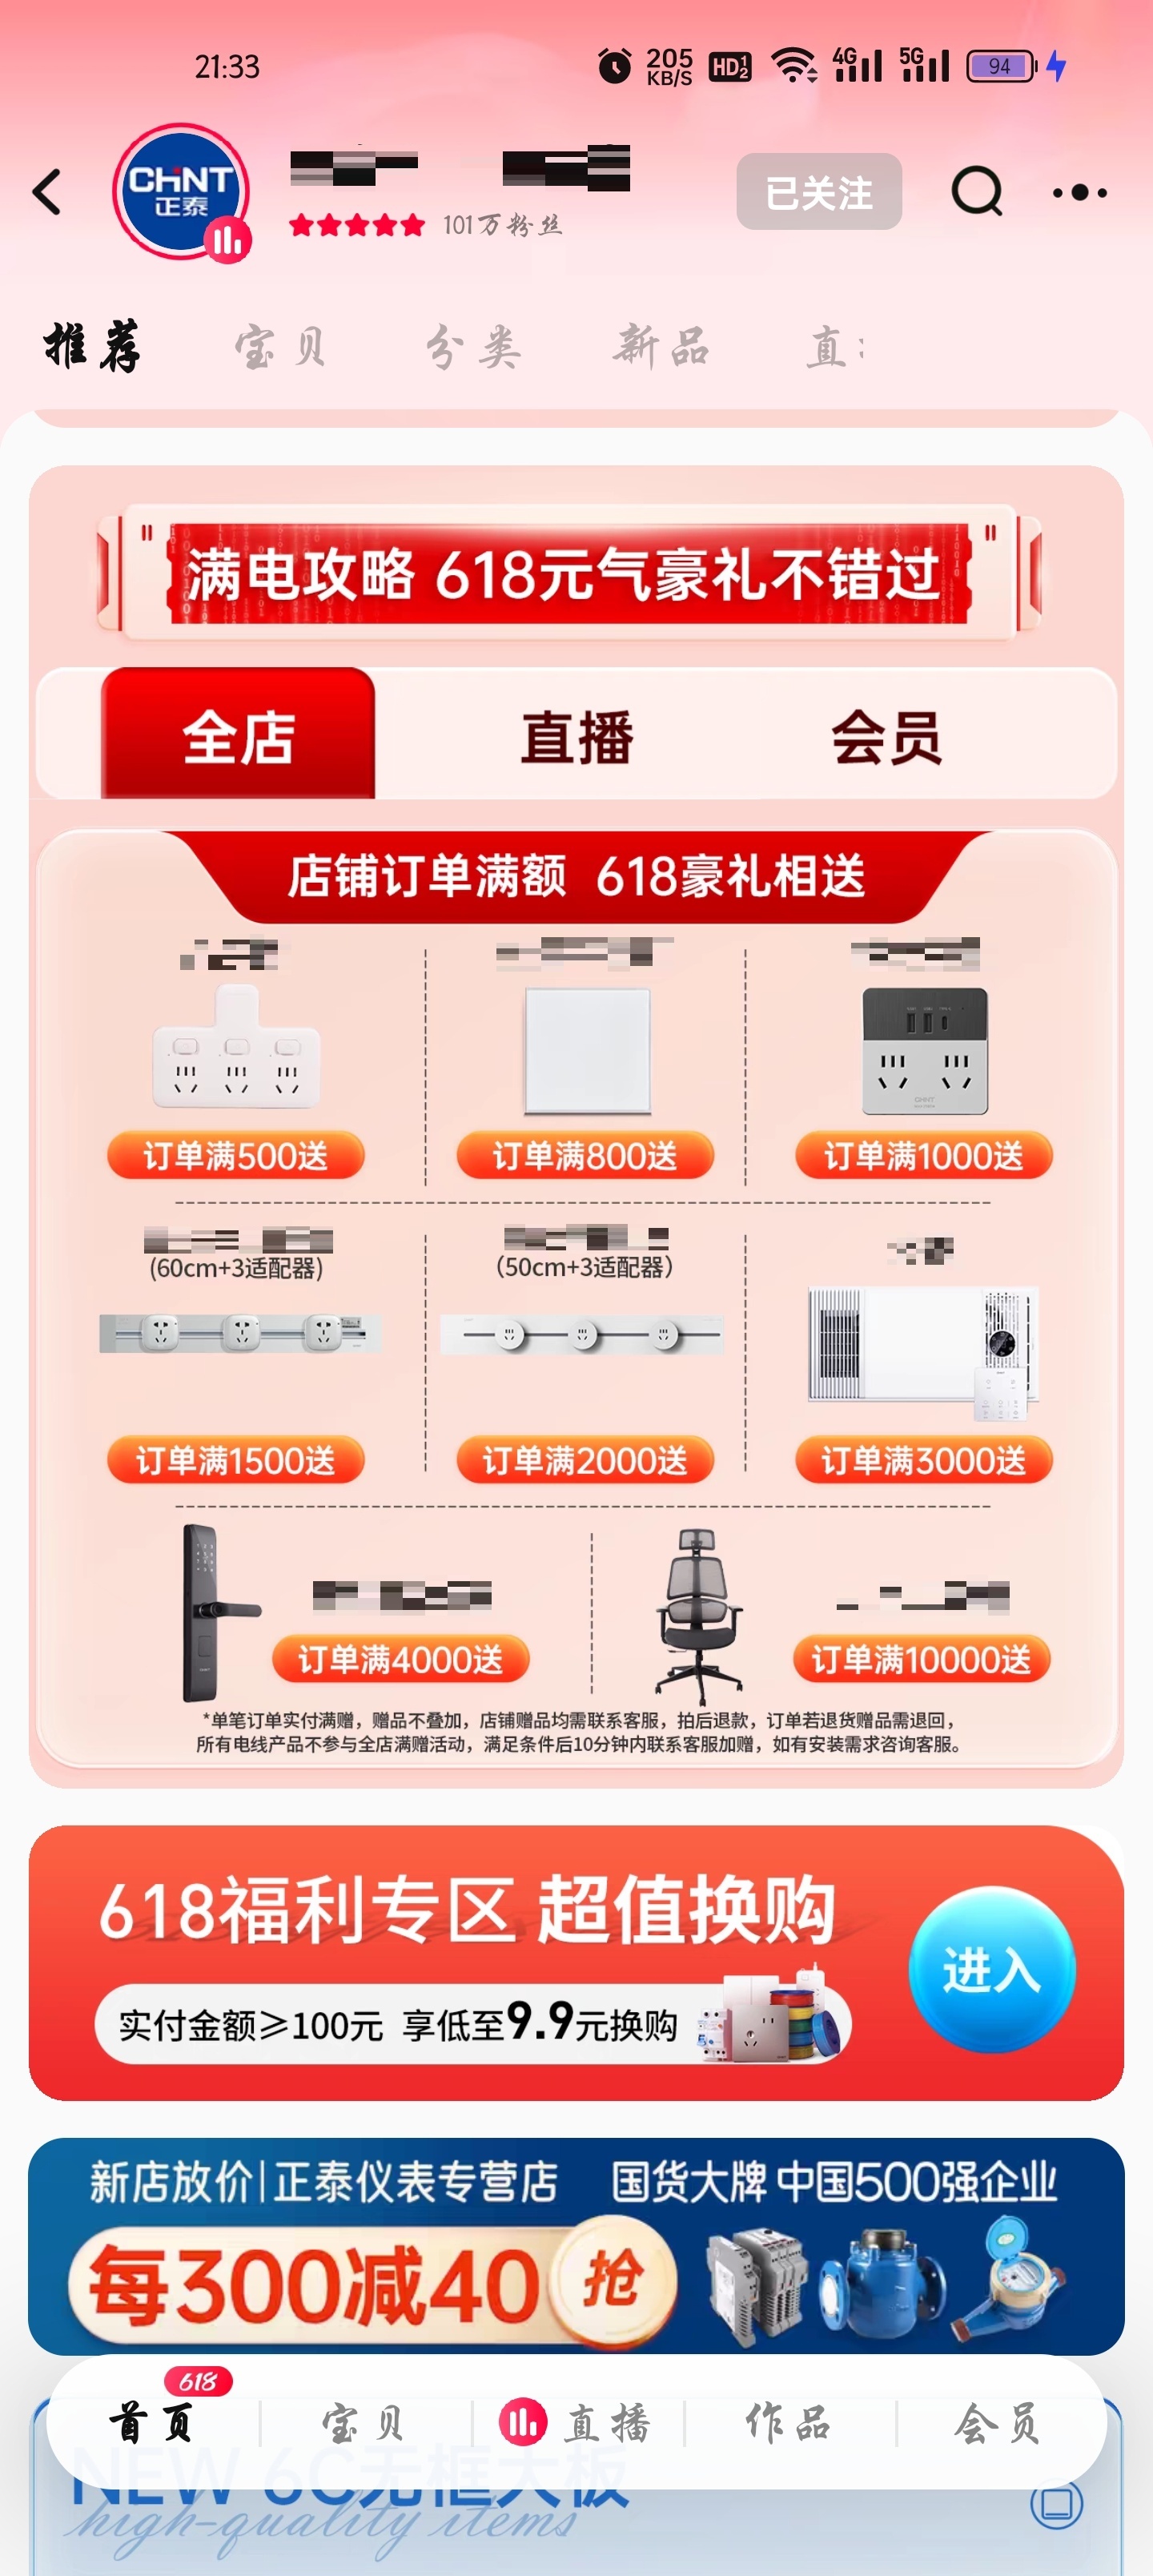 21:33
205
KB/S
HD
4G
5G
94
CHNT
正泰
101万粉丝
已关注
推荐
宝贝
分类
新品
直
满电攻略 618元气豪礼不错过
全店
直播
会员
店铺订单满额 618豪礼相送
订单满500送
订单满800送
订单满1000送
(60cm+3适配器)
(50cm+3适配器)
订单满1500送
订单满2000送
订单满3000送
订单满4000送
订单满10000送
*单笔订单实付满赠，赠品不叠加，店铺赠品均需联系客服，拍后退款，订单若退货赠品需退回，
所有电线产品不参与全店满赠活动，满足条件后10分钟内联系客服加赠，如有安装需求咨询客服。
618福利专区 超值换购
进入
实付金额≥100元 享低至9.9元换购
新店放价|正泰仪表专营店 国货大牌 中国500强企业
每300减40
抢
618
首页
宝贝
直播
作品
会员
NEW 6C无框大板
high-quality items